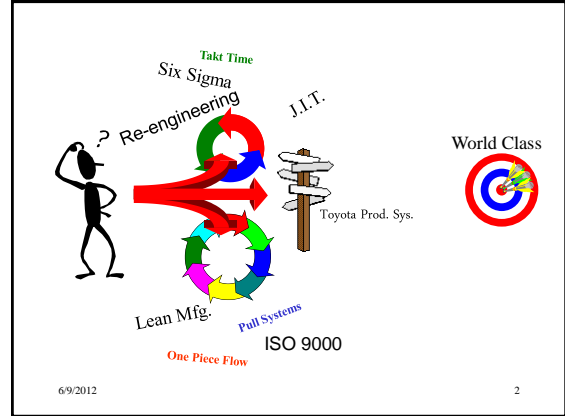 Takt Time
Six Sigma
Re-engineering
J.I.T.
?
World Class
Toyota Prod. Sys.
Lean Mfg.
Pull Systems
ISO 9000
One Piece Flow
6/9/2012
2